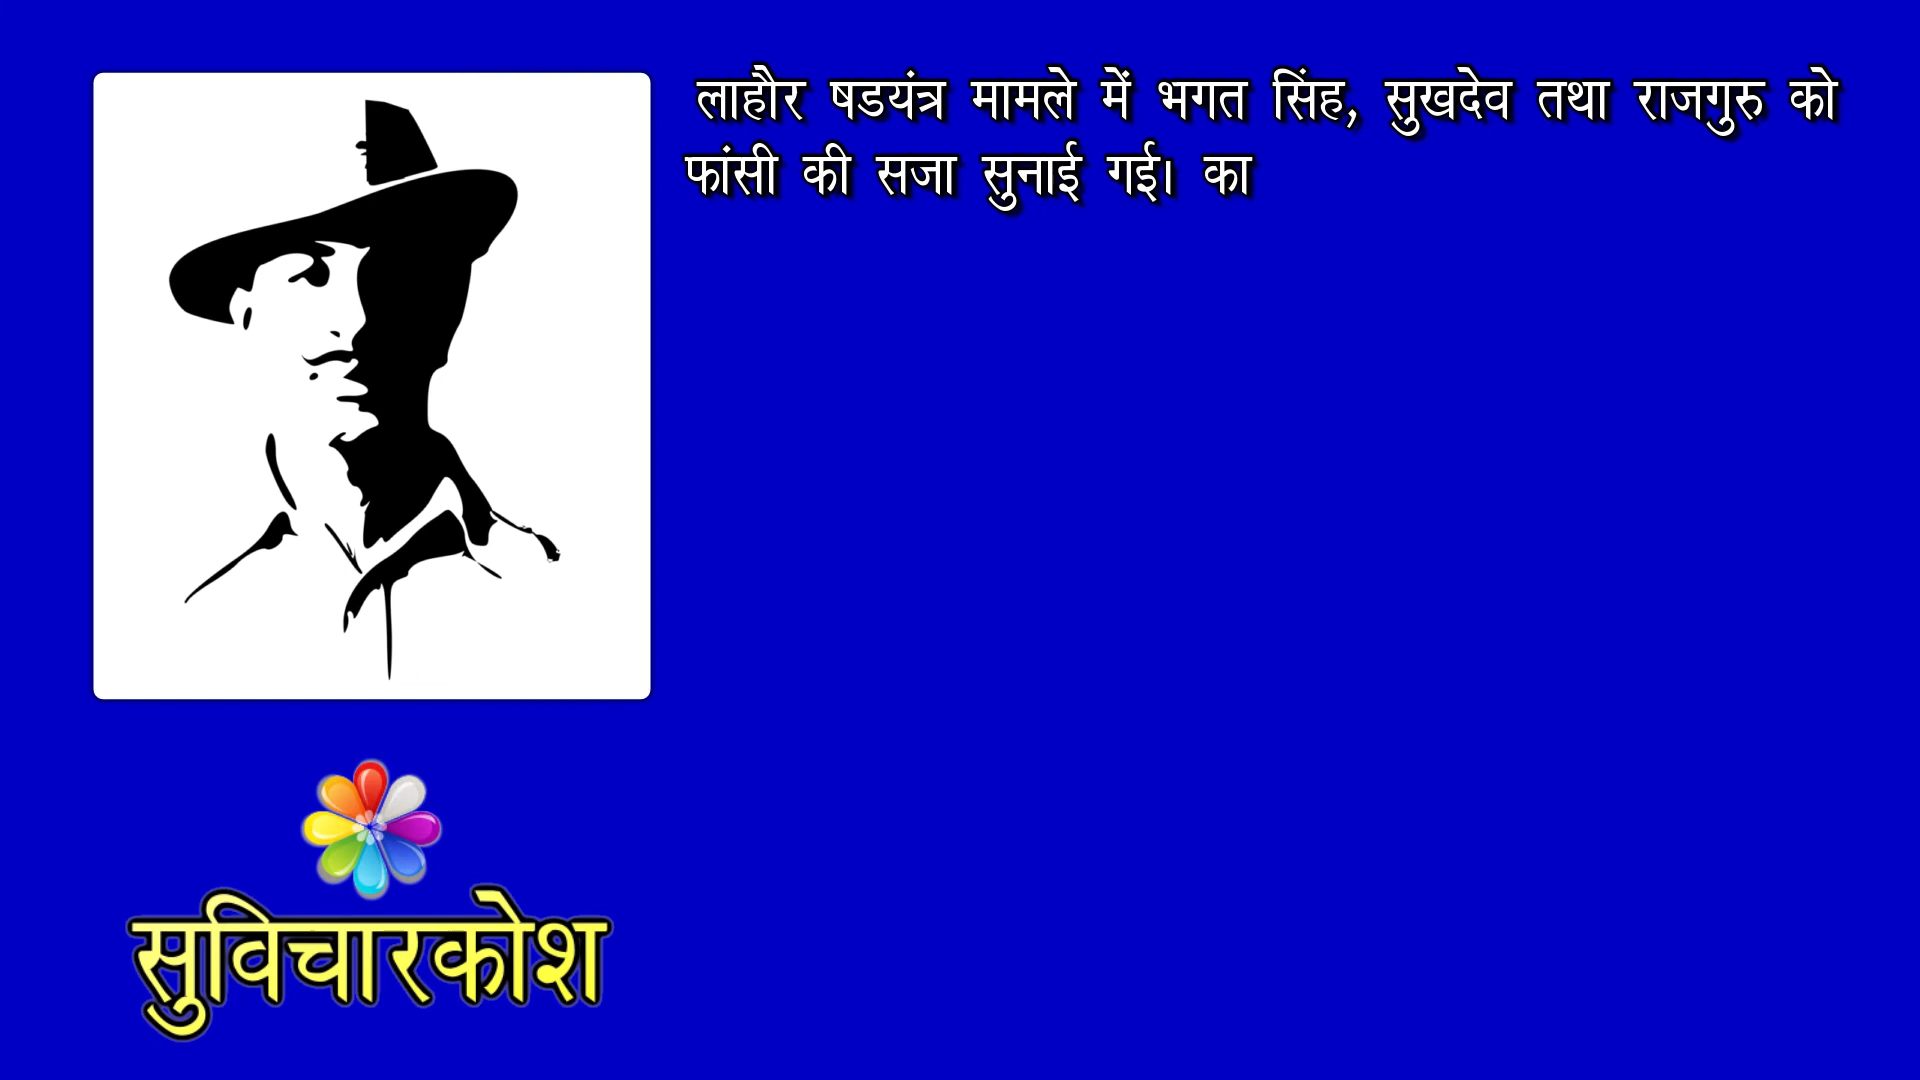 लाहौर षडयंत्र मामले में भगत सिंह, सुखदेव तथा राजगुरु को
फांसी की सजा सुनाई गई। का
सुविचारकोश